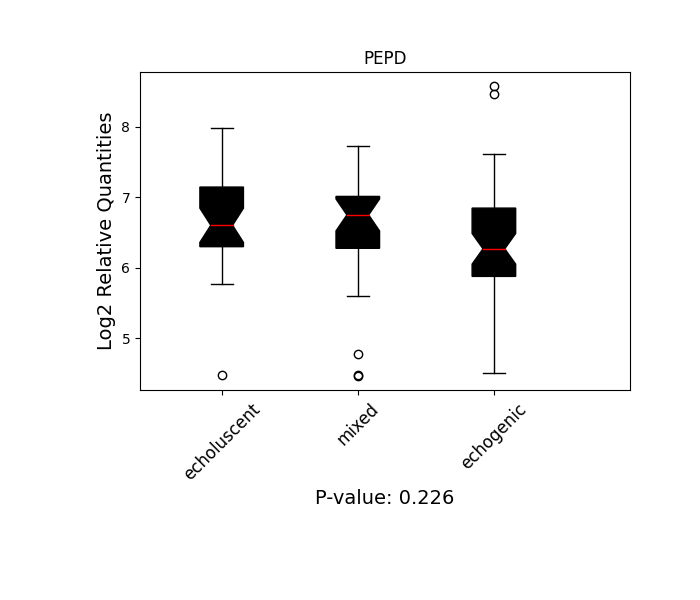 PEPD
Log2 Relative Quantities
8
7
6
5
echoluscent
mixed
echogenic
P-value: 0.226